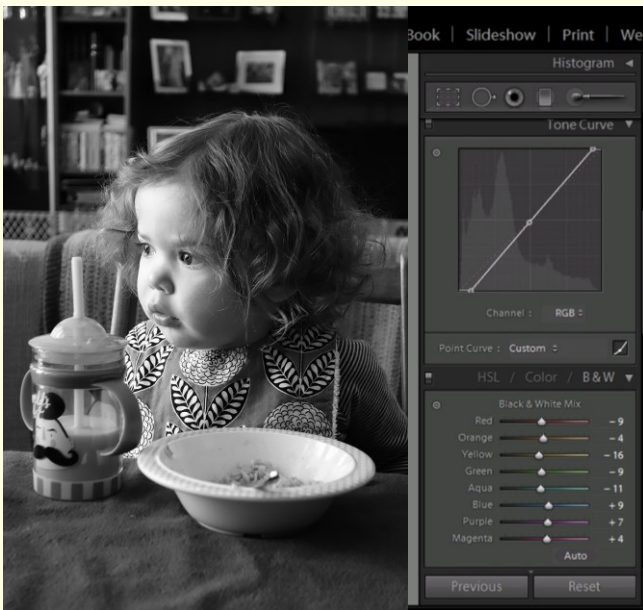 Book | Slideshow | Print | We
Histogram
Tone Curve
Channel : RGB
Point Curve : Custom
HSL / Color / B&W
Black & White Mix
Red - 9
Orange - 4
Yellow - 16
Green - 9
Aqua - 11
Blue + 9
Purple + 7
Magenta + 4
Auto
Previous Reset